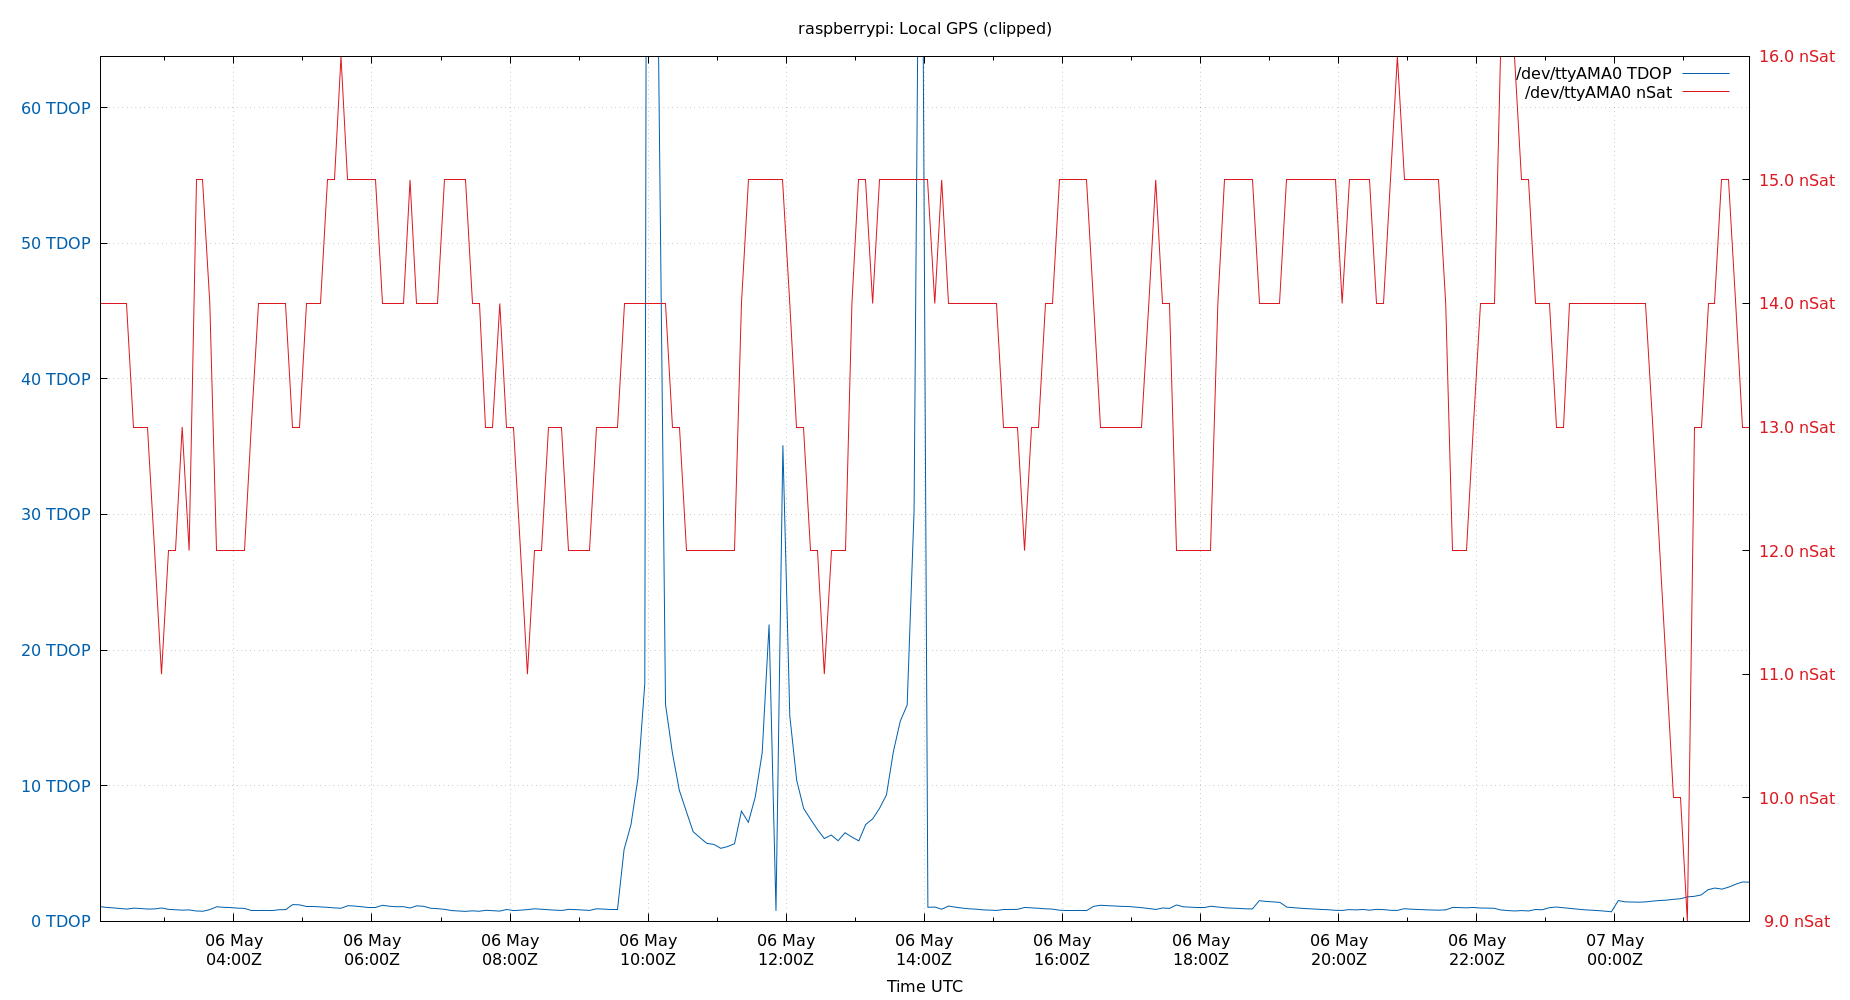 raspberrypi: Local GPS (clipped)
/dev/ttyAMA0 TDOP
/dev/ttyAMA0 nSat
60 TDOP
50 TDOP
40 TDOP
30 TDOP
20 TDOP
10 TDOP
0 TDOP
16.0 nSat
15.0 nSat
14.0 nSat
13.0 nSat
12.0 nSat
11.0 nSat
10.0 nSat
9.0 nSat
06 May 06 May 06 May 06 May 06 May 06 May 06 May 06 May 06 May 06 May 07 May
04:00Z 06:00Z 08:00Z 10:00Z 12:00Z 14:00Z 16:00Z 18:00Z 20:00Z 22:00Z 00:00Z
Time UTC